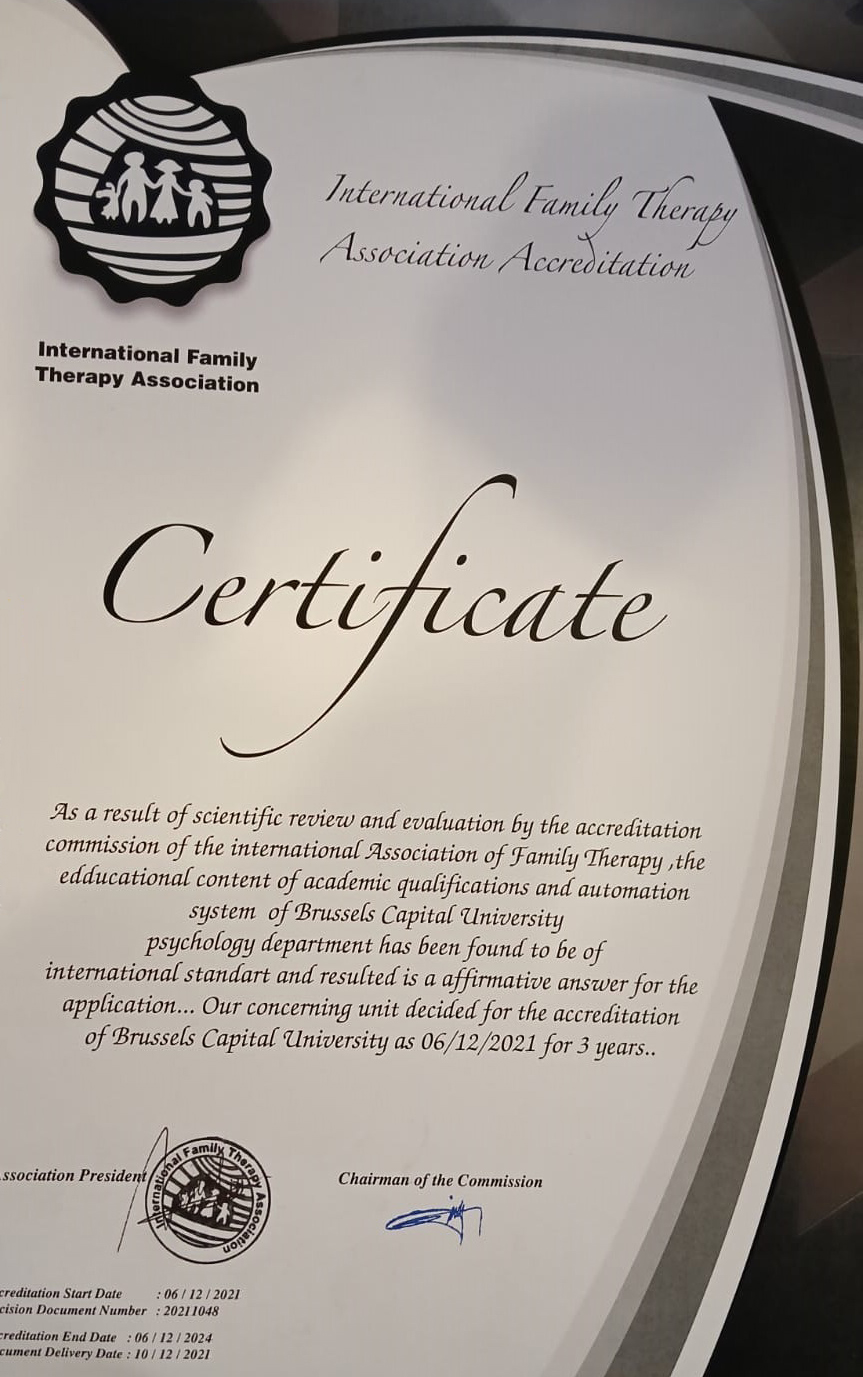 International Family Therapy
Association Accreditation
International Family
Therapy Association
Certificate
As a result of scientific review and evaluation by the accreditation
commission of the international Association of Family Therapy ,the
edducational content of academic qualifications and automation
system of Brussels Capital University
psychology department has been found to be of
international standart and resulted is a affirmative answer for the
application... Our concerning unit decided for the accreditation
of Brussels Capital University as 06/12/2021 for 3 years..
ssociation President
International Family Therapy Association
Chairman of the Commission
creditation Start Date : 06 / 12 / 2021
cision Document Number : 20211048
creditation End Date : 06 / 12 / 2024
cument Delivery Date : 10 / 12 / 2021